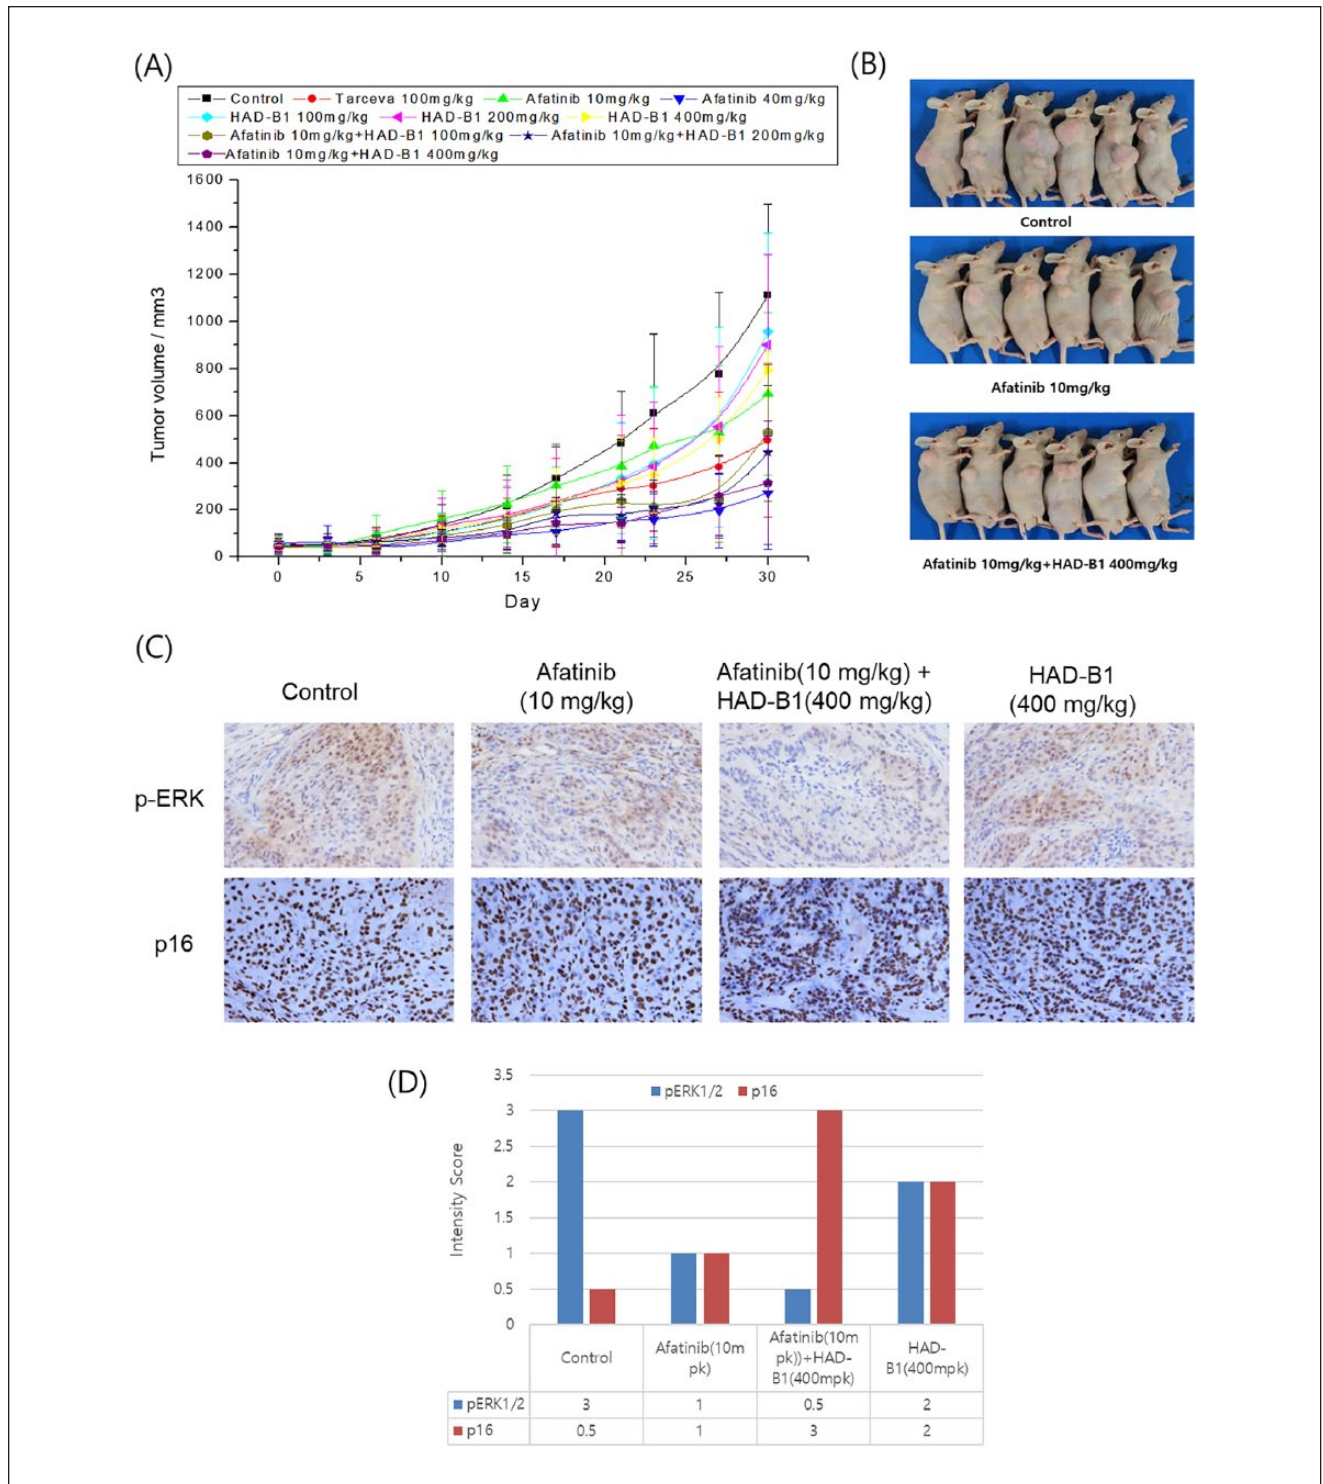 (A)
Control Tarceva 100mg/kg Afatinib 10mg/kg Afatinib 40mg/kg
HAD-B1 100mg/kg HAD-B1 200mg/kg HAD-B1 400mg/kg
Afatinib 10mg/kg+HAD-B1 100mg/kg Afatinib 10mg/kg+HAD-B1 200mg/kg
Afatinib 10mg/kg+HAD-B1 400mg/kg
1600
1400
1200
1000
800
600
400
200
0
Tumor volume / mm3
0 5 10 15 20 25 30
Day
(B)
Control
Afatinib 10mg/kg
Afatinib 10mg/kg+HAD-B1 400mg/kg
(C)
Control
Afatinib
(10 mg/kg)
Afatinib(10 mg/kg) +
HAD-B1(400 mg/kg)
HAD-B1
(400 mg/kg)
p-ERK
p16
(D)
pERK1/2 p16
3.5
3
2.5
2
1.5
1
0.5
0
Intensity Score
Control
Afatinib(10m
pk)
Afatinib(10m
pk))+HAD-
B1(400mpk)
HAD-
B1(400mpk)
pERK1/2 3 1 0.5 2
p16 0.5 1 3 2